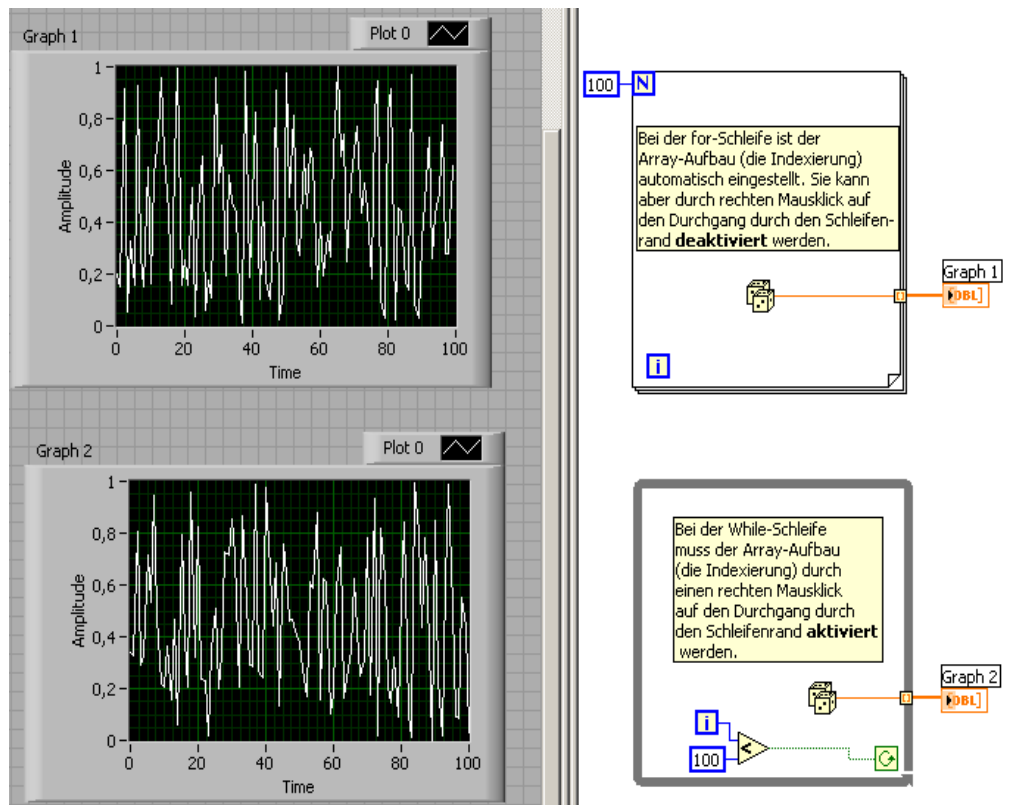 Graph 1
Plot 0
1
0,8
0,6
0,4
0,2
0
Amplitude
0 20 40 60 80 100
Time
100
N
Bei der for-Schleife ist der
Array-Aufbau (die Indexierung)
automatisch eingestellt. Sie kann
aber durch rechten Mausklick auf
den Durchgang durch den Schleifen-
rand deaktiviert werden.
Graph 1
DBL]
i
Graph 2
Plot 0
1
0,8
0,6
0,4
0,2
0
Amplitude
0 20 40 60 80 100
Time
Bei der While-Schleife
muss der Array-Aufbau
(die Indexierung) durch
einen rechten Mausklick
auf den Durchgang durch
den Schleifenrand aktiviert
werden.
Graph 2
DBL]
i
<
100